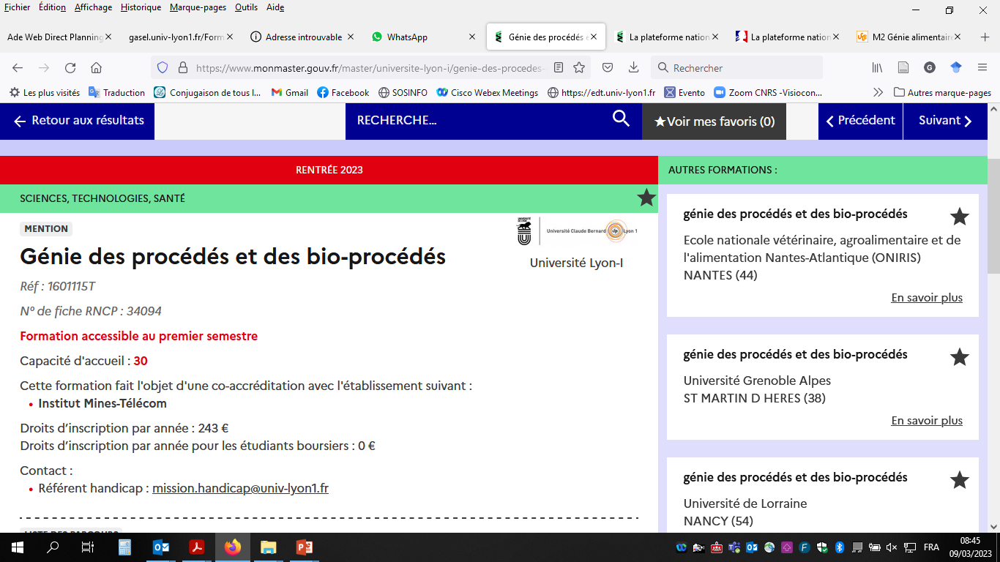 Fichier Édition Affichage Historique Marque-pages Outils Aide
Ade Web Direct Planning
gasel.univ-lyon1.fr/Form
Adresse introuvable
WhatsApp
Génie des procédés e
La plateforme nation
La plateforme nation
M2 Génie alimentaire
https://www.monmaster.gouv.fr/master/universite-lyon-i/genie-des-procedes-
Rechercher
Les plus visités
Traduction
Conjugaison de tous l...
Gmail
Facebook
SOSINFO
Cisco Webex Meetings
https://edt.univ-lyon1.fr
Evento
Zoom CNRS -Visiocon...
Autres marque-pages
Retour aux résultats
RECHERCHE...
Voir mes favoris (0)
Précédent
Suivant
RENTRÉE 2023
SCIENCES, TECHNOLOGIES, SANTÉ
MENTION
Génie des procédés et des bio-procédés
UNIVERSITÉ DE LYON
Université Claude Bernard Lyon 1
Université Lyon-I
Réf : 1601115T
N° de fiche RNCP : 34094
Formation accessible au premier semestre
Capacité d'accueil : 30
Cette formation fait l'objet d'une co-accréditation avec l'établissement suivant :
• Institut Mines-Télécom
Droits d’inscription par année : 243 €
Droits d’inscription par année pour les étudiants boursiers : 0 €
Contact :
• Référent handicap : mission.handicap@univ-lyon1.fr
LISTE DES PARCOURS
AUTRES FORMATIONS :
génie des procédés et des bio-procédés
Ecole nationale vétérinaire, agroalimentaire et de
l'alimentation Nantes-Atlantique (ONIRIS)
NANTES (44)
En savoir plus
génie des procédés et des bio-procédés
Université Grenoble Alpes
ST MARTIN D HERES (38)
En savoir plus
génie des procédés et des bio-procédés
Université de Lorraine
NANCY (54)
FRA
08:45
09/03/2023